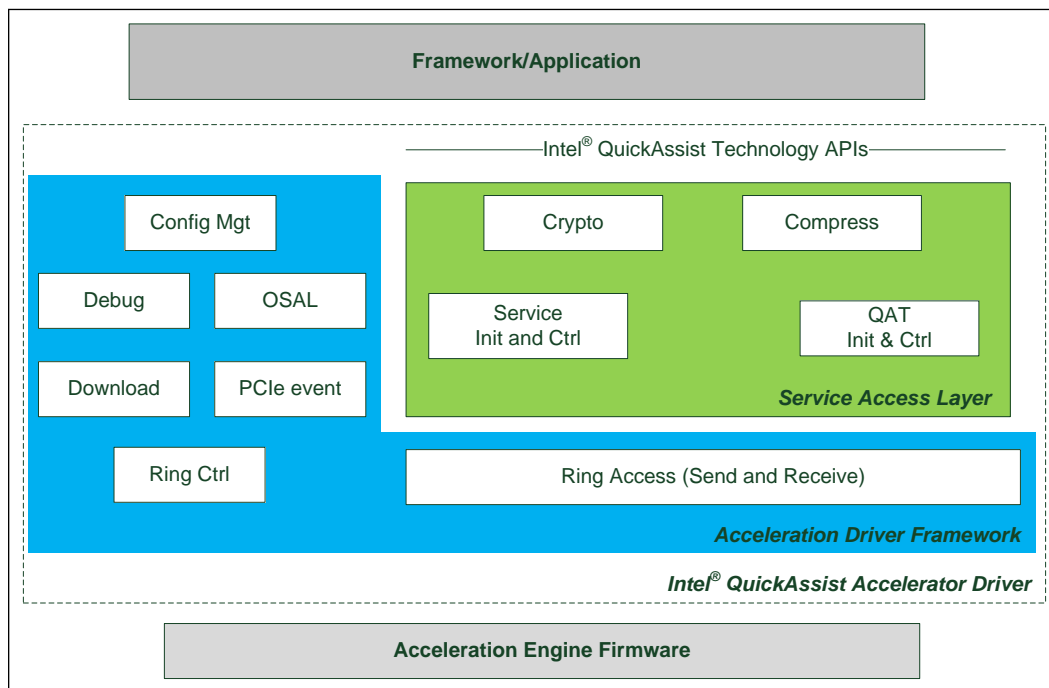 Framework/Application
Intel® QuickAssist Technology APIs
Config Mgt
Crypto
Compress
Debug
OSAL
Service
Init and Ctrl
QAT
Init & Ctrl
Download
PCIe event
Service Access Layer
Ring Ctrl
Ring Access (Send and Receive)
Acceleration Driver Framework
Intel® QuickAssist Accelerator Driver
Acceleration Engine Firmware